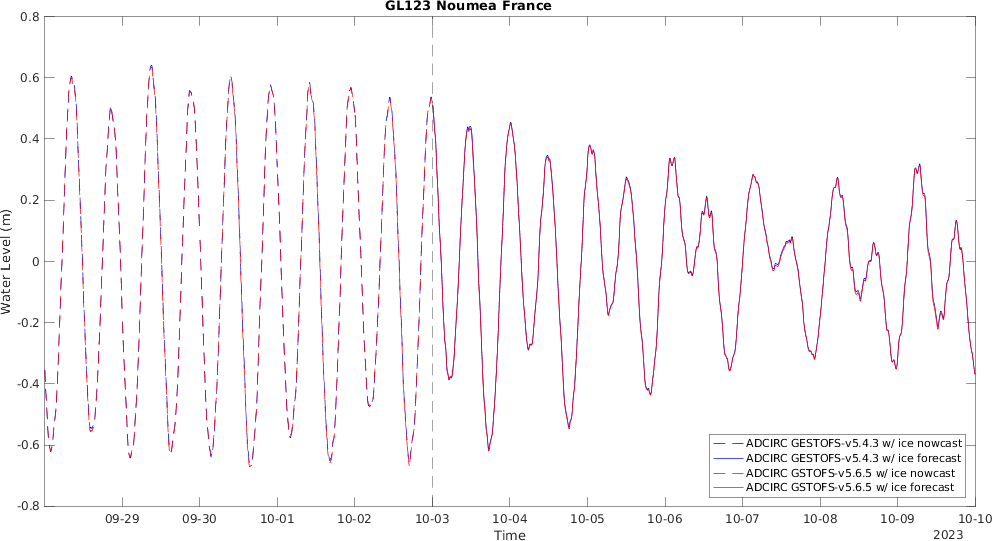 GL123 Noumea France
0.8
0.6
0.4
0.2
0
-0.2
-0.4
-0.6
-0.8
Water Level (m)
ADCIRC GESTOFS-v5.4.3 w/ ice nowcast
ADCIRC GESTOFS-v5.4.3 w/ ice forecast
ADCIRC GSTOFS-v5.6.5 w/ ice nowcast
ADCIRC GSTOFS-v5.6.5 w/ ice forecast
09-29 09-30 10-01 10-02 10-03 10-04 10-05 10-06 10-07 10-08 10-09 10-10
Time
2023